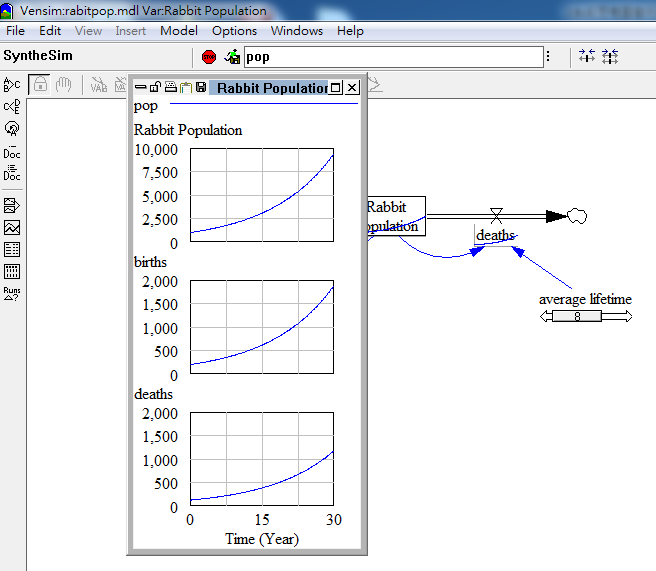 Vensim:rabitpop.mdl Var:Rabbit Population
File Edit View Insert Model Options Windows Help
SyntheSim
pop
Doc
Doc
Runs
Rabbit Population
pop
Rabbit Population
10,000
7,500
5,000
2,500
0
births
2,000
1,500
1,000
500
0
deaths
2,000
1,500
1,000
500
0
0 15 30
Time (Year)
Rabbit
opulation
deaths
average lifetime
8